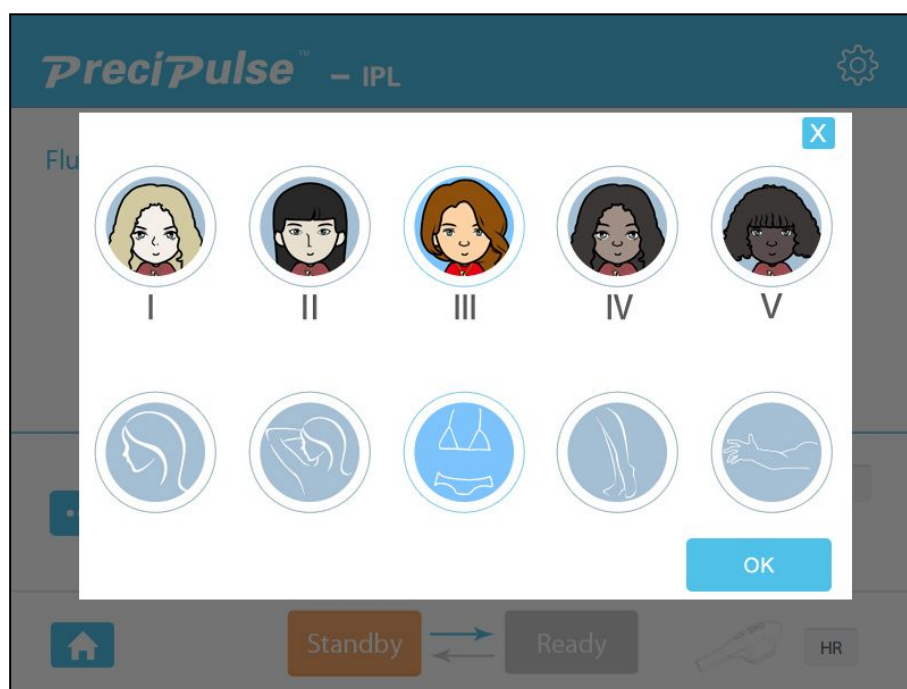 PreciPulse™ – IPL
Flu
X
I II III IV V
OK
Standby Ready HR